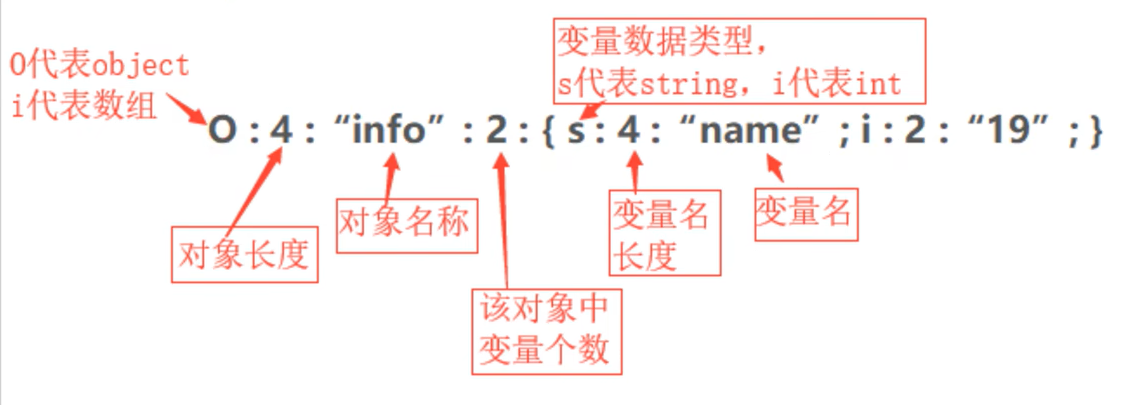 O代表object
i代表数组
变量数据类型，
s代表string，i代表int
O : 4 : “info” : 2 : { s : 4 : “name” ; i : 2 : “19” ; }
对象长度
对象名称
该对象中
变量个数
变量名
长度
变量名